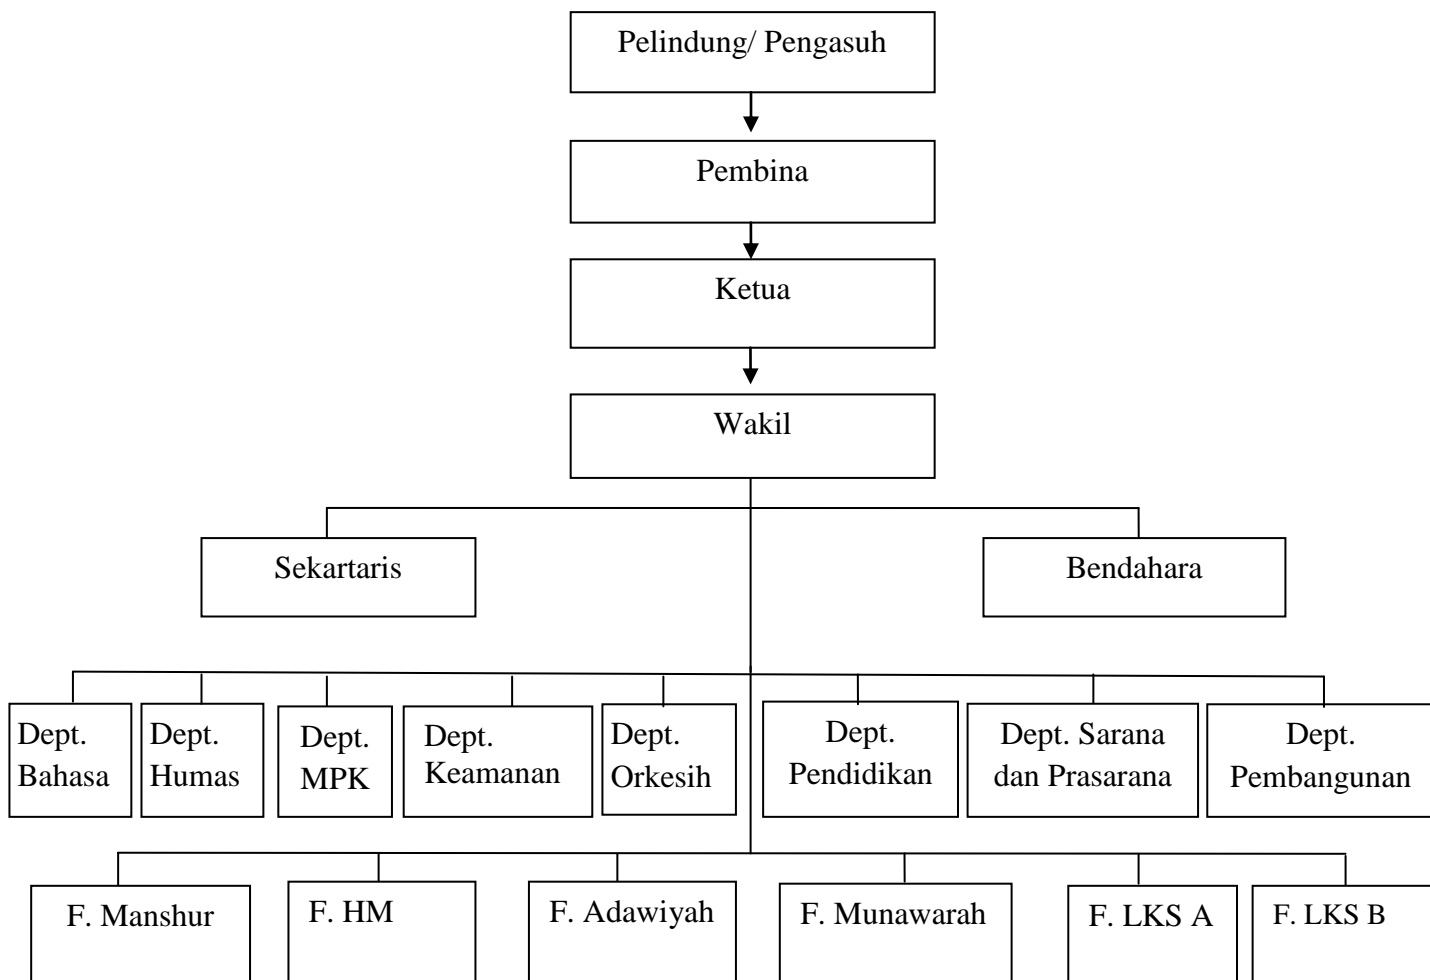 Pelindung/ Pengasuh
Pembina
Ketua
Wakil
Sekartaris
Bendahara
Dept.
Bahasa
Dept.
Humas
Dept.
MPK
Dept.
Keamanan
Dept.
Orkesih
Dept.
Pendidikan
Dept. Sarana
dan Prasarana
Dept.
Pembangunan
F. Manshur
F. HM
F. Adawiyah
F. Munawarah
F. LKS A
F. LKS B